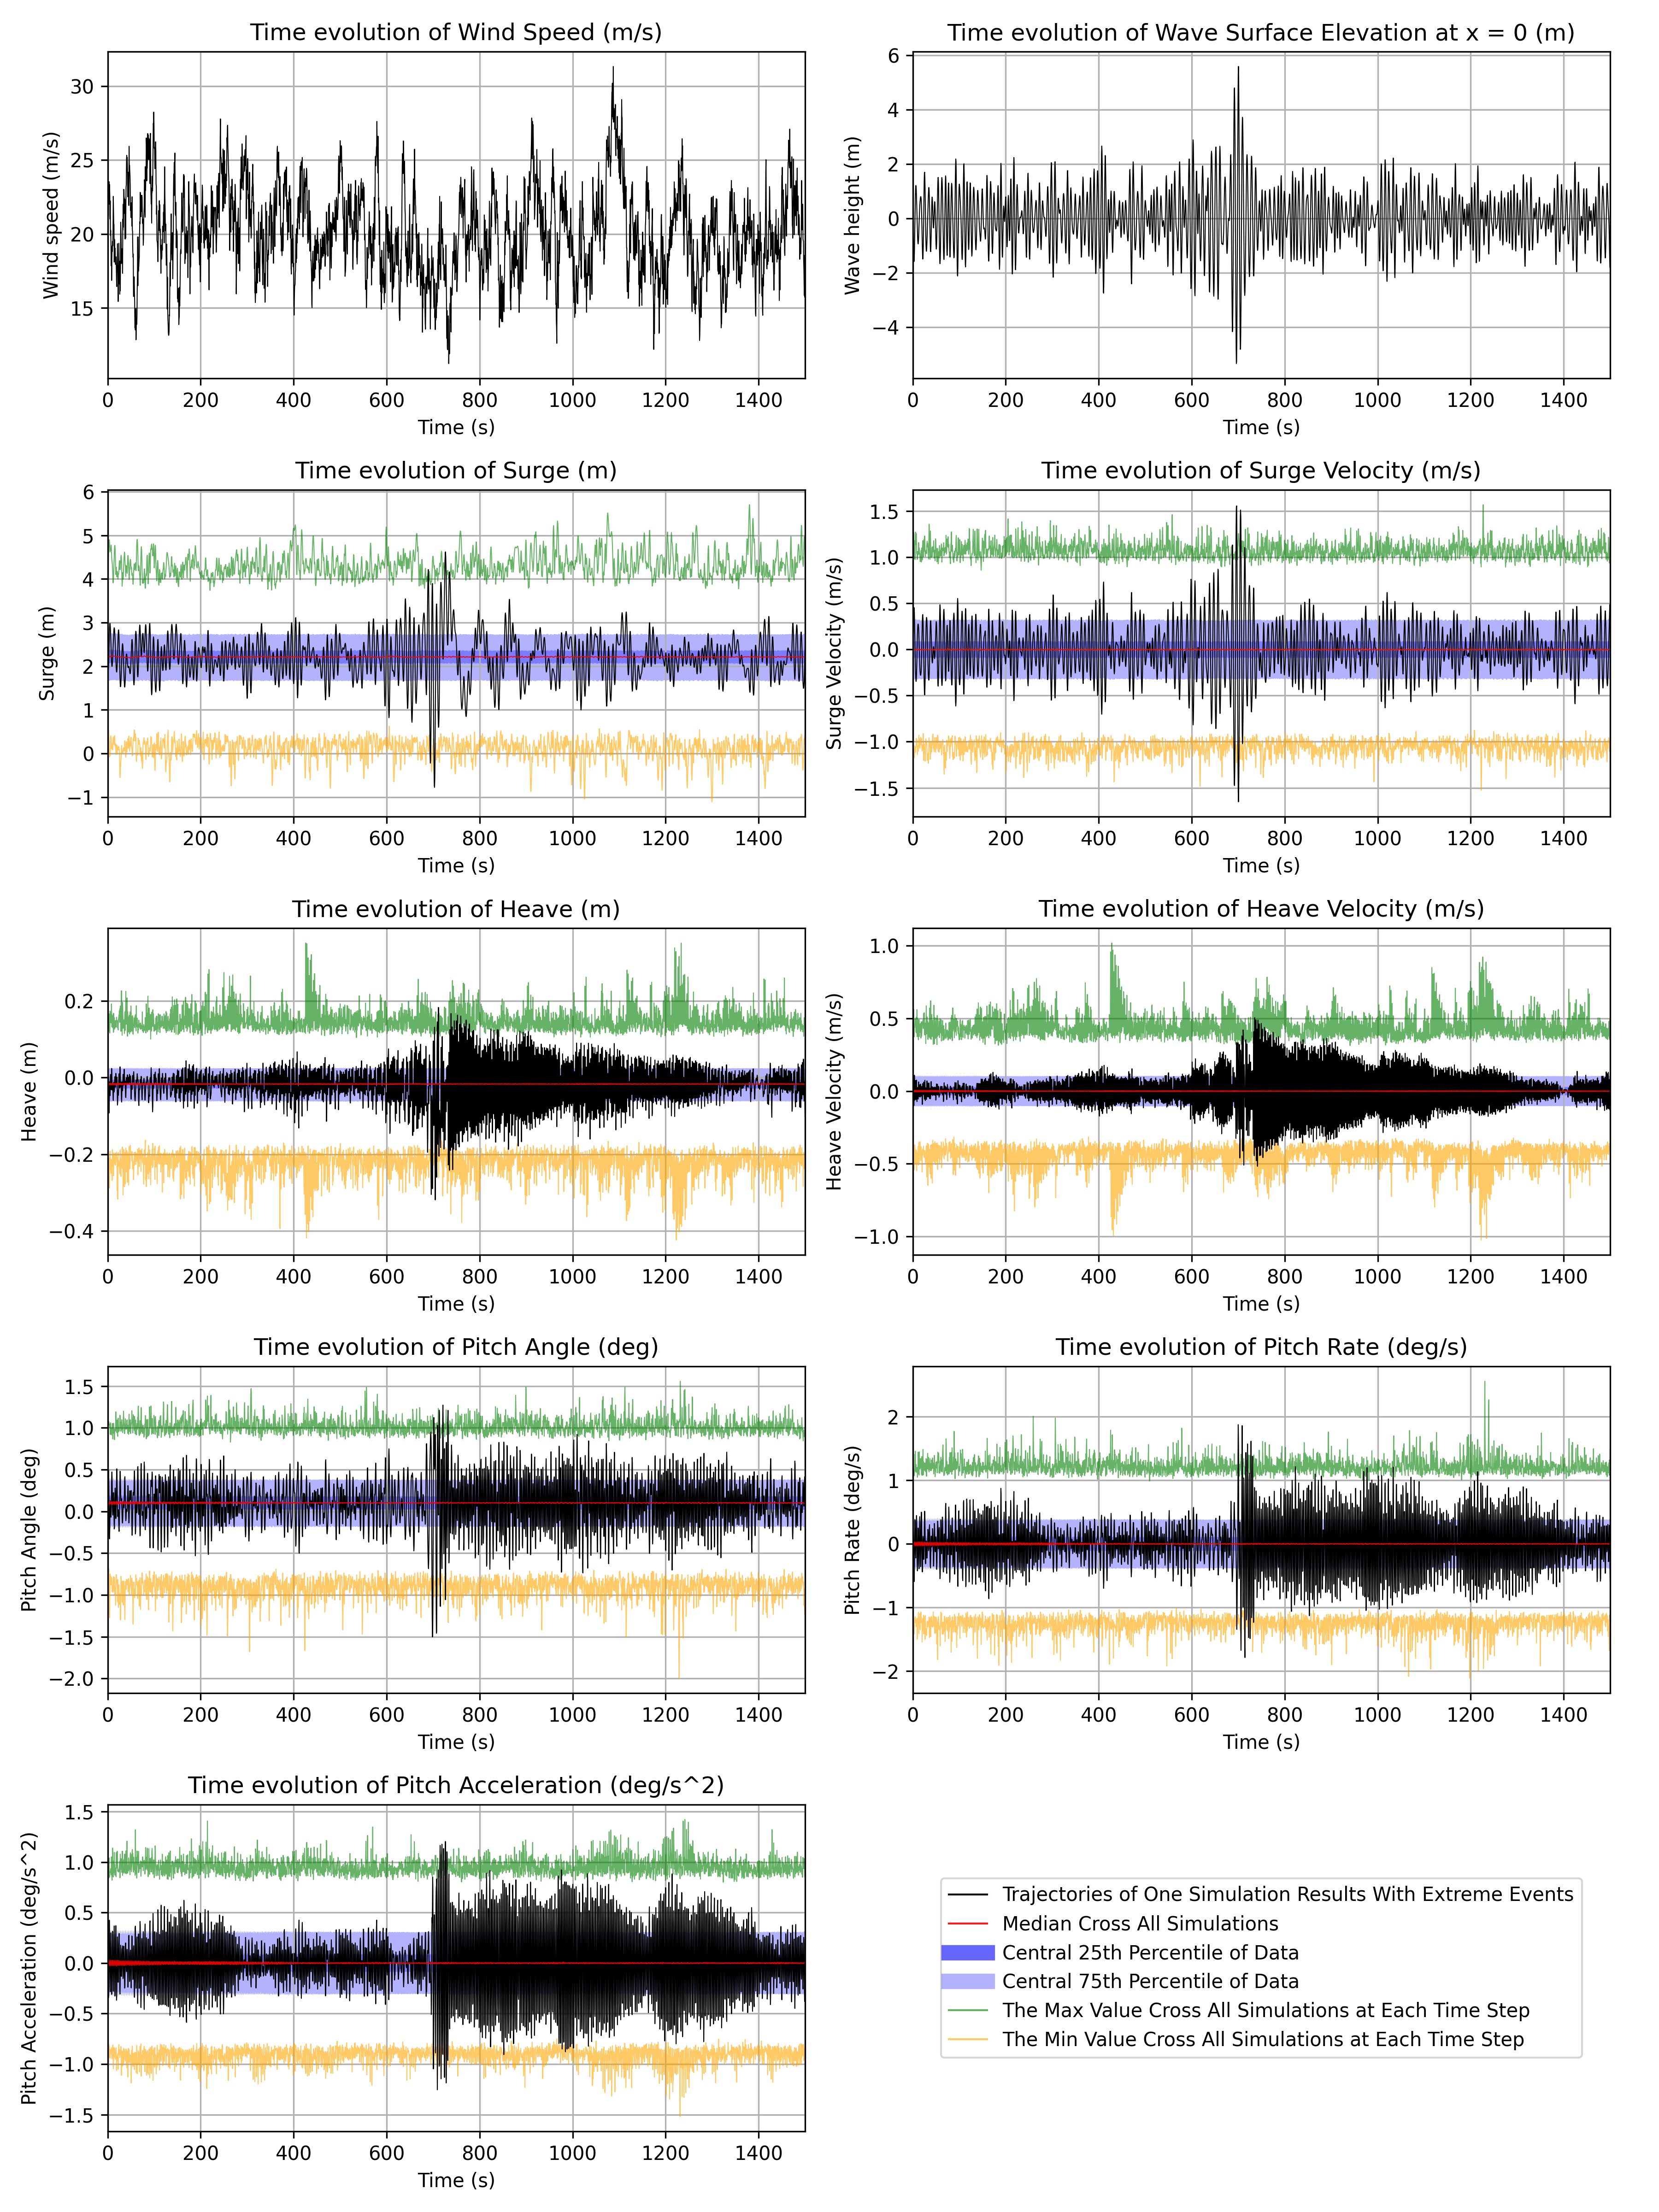 Time evolution of Wind Speed (m/s)
Wind speed (m/s)
30
25
20
15
0 200 400 600 800 1000 1200 1400
Time (s)
Time evolution of Wave Surface Elevation at x = 0 (m)
Wave height (m)
6
4
2
0
−2
−4
0 200 400 600 800 1000 1200 1400
Time (s)
Time evolution of Surge (m)
Surge (m)
6
5
4
3
2
1
0
−1
0 200 400 600 800 1000 1200 1400
Time (s)
Time evolution of Surge Velocity (m/s)
Surge Velocity (m/s)
1.5
1.0
0.5
0.0
−0.5
−1.0
−1.5
0 200 400 600 800 1000 1200 1400
Time (s)
Time evolution of Heave (m)
Heave (m)
0.2
0.0
−0.2
−0.4
0 200 400 600 800 1000 1200 1400
Time (s)
Time evolution of Heave Velocity (m/s)
Heave Velocity (m/s)
1.0
0.5
0.0
−0.5
−1.0
0 200 400 600 800 1000 1200 1400
Time (s)
Time evolution of Pitch Angle (deg)
Pitch Angle (deg)
1.5
1.0
0.5
0.0
−0.5
−1.0
−1.5
−2.0
0 200 400 600 800 1000 1200 1400
Time (s)
Time evolution of Pitch Rate (deg/s)
Pitch Rate (deg/s)
2
1
0
−1
−2
0 200 400 600 800 1000 1200 1400
Time (s)
Time evolution of Pitch Acceleration (deg/s^2)
Pitch Acceleration (deg/s^2)
1.5
1.0
0.5
0.0
−0.5
−1.0
−1.5
0 200 400 600 800 1000 1200 1400
Time (s)
Trajectories of One Simulation Results With Extreme Events
Median Cross All Simulations
Central 25th Percentile of Data
Central 75th Percentile of Data
The Max Value Cross All Simulations at Each Time Step
The Min Value Cross All Simulations at Each Time Step